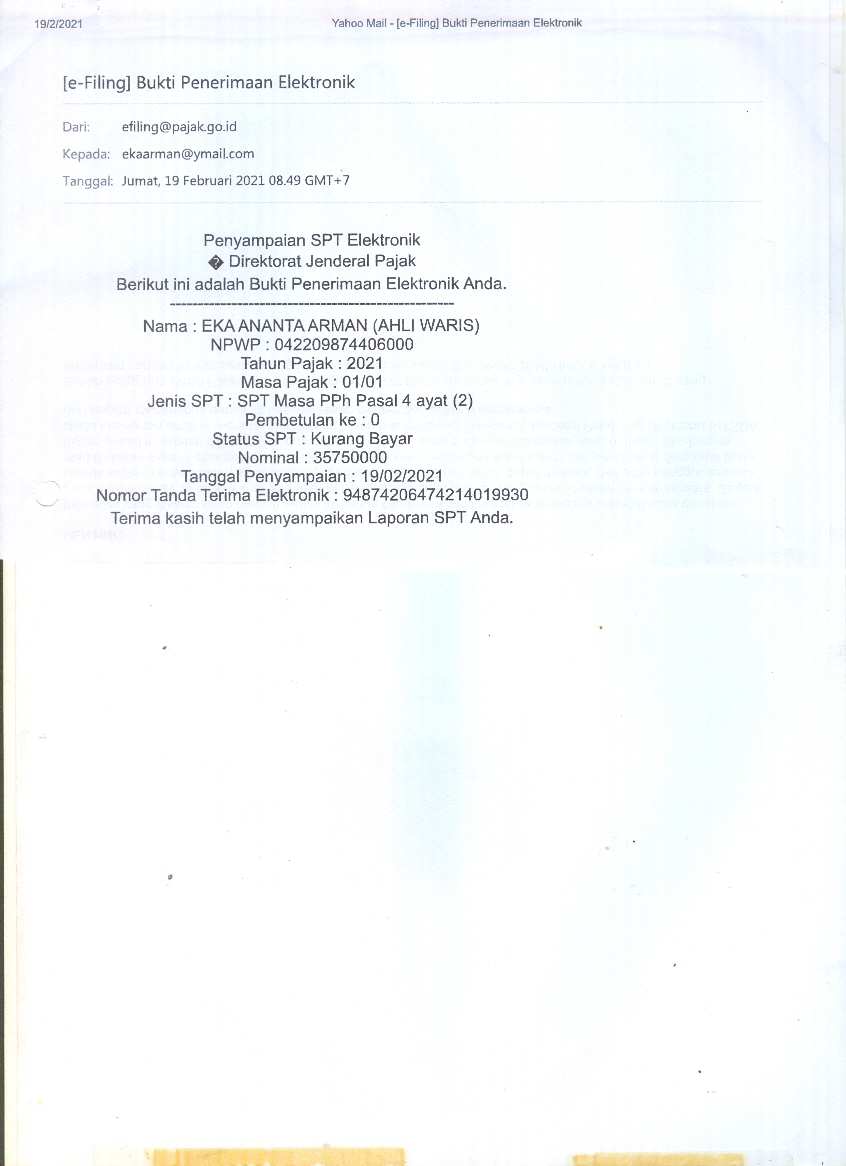 19/2/2021 Yahoo Mail - [e-Filing] Bukti Penerimaan Elektronik
[e-Filing] Bukti Penerimaan Elektronik
Dari: efiling@pajak.go.id
Kepada: ekaarman@ymail.com
Tanggal: Jumat, 19 Februari 2021 08.49 GMT+7
Penyampaian SPT Elektronik
� Direktorat Jenderal Pajak
Berikut ini adalah Bukti Penerimaan Elektronik Anda.
----------------------------------------------------
Nama : EKA ANANTA ARMAN (AHLI WARIS)
NPWP : 042209874406000
Tahun Pajak : 2021
Masa Pajak : 01/01
Jenis SPT : SPT Masa PPh Pasal 4 ayat (2)
Pembetulan ke : 0
Status SPT : Kurang Bayar
Nominal : 35750000
Tanggal Penyampaian : 19/02/2021
Nomor Tanda Terima Elektronik : 94874206474214019930
Terima kasih telah menyampaikan Laporan SPT Anda.